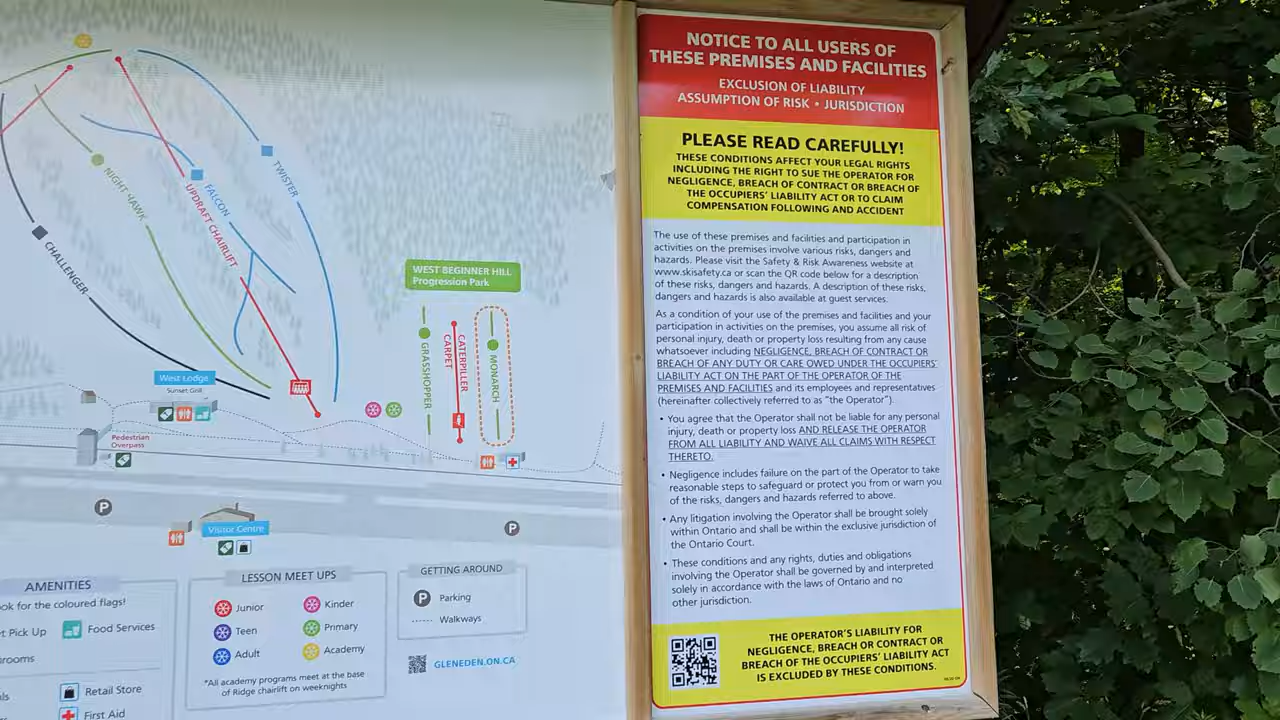 NIGHT HAWK
UPDRAFT CHAIRLIFT
FALCON
TWISTER
CHALLENGER
WEST BEGINNER HILL
Progression Park
GRASSHOPPER
CATERPILLER
CARPET
MONARCH
West Lodge
Sunset Grill
Pedestrian
Overpass
P
P
Visitor Centre
AMENITIES
ook for the coloured flags!
t Pick Up
Food Services
hrooms
Retail Store
First Aid
LESSON MEET UPS
Junior
Kinder
Teen
Primary
Adult
Academy
*All academy programs meet at the base
of Ridge chairlift on weeknights
GETTING AROUND
P Parking
Walkways
GLENEDEN.ON.CA
NOTICE TO ALL USERS OF
THESE PREMISES AND FACILITIES
EXCLUSION OF LIABILITY
ASSUMPTION OF RISK • JURISDICTION
PLEASE READ CAREFULLY!
THESE CONDITIONS AFFECT YOUR LEGAL RIGHTS
INCLUDING THE RIGHT TO SUE THE OPERATOR FOR
NEGLIGENCE, BREACH OF CONTRACT OR BREACH OF
THE OCCUPIERS' LIABILITY ACT OR TO CLAIM
COMPENSATION FOLLOWING AND ACCIDENT
The use of these premises and facilities and participation in
activities on the premises involve various risks, dangers and
hazards. Please visit the Safety & Risk Awareness website at
www.skisafety.ca or scan the QR code below for a description
of these risks, dangers and hazards. A description of these risks,
dangers and hazards is also available at guest services.
As a condition of your use of the premises and facilities and your
participation in activities on the premises, you assume all risk of
personal injury, death or property loss resulting from any cause
whatsoever including NEGLIGENCE, BREACH OF CONTRACT OR
BREACH OF ANY DUTY OR CARE OWED UNDER THE OCCUPIERS'
LIABILITY ACT ON THE PART OF THE OPERATOR OF THE
PREMISES AND FACILITIES and its employees and representatives
(hereinafter collectively referred to as "the Operator").
• You agree that the Operator shall not be liable for any personal
injury, death or property loss AND RELEASE THE OPERATOR
FROM ALL LIABILITY AND WAIVE ALL CLAIMS WITH RESPECT
THERETO.
• Negligence includes failure on the part of the Operator to take
reasonable steps to safeguard or protect you from or warn you
of the risks, dangers and hazards referred to above.
• Any litigation involving the Operator shall be brought solely
within Ontario and shall be within the exclusive jurisdiction of
the Ontario Court.
• These conditions and any rights, duties and obligations
involving the Operator shall be governed by and interpreted
solely in accordance with the laws of Ontario and no
other jurisdiction.
THE OPERATOR'S LIABILITY FOR
NEGLIGENCE, BREACH OR CONTRACT OR
BREACH OF THE OCCUPIERS' LIABILITY ACT
IS EXCLUDED BY THESE CONDITIONS.